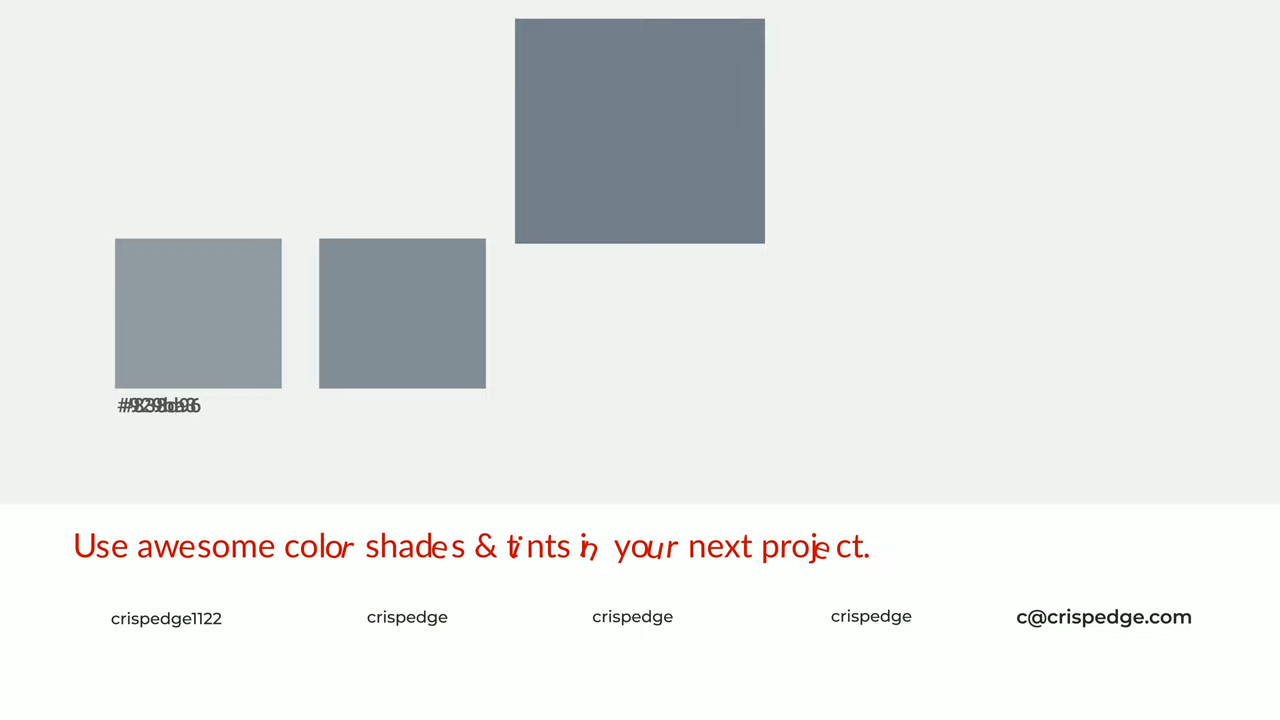 Use awesome color shades & tints in your next project.
crispedge1122 crispedge crispedge crispedge c@crispedge.com